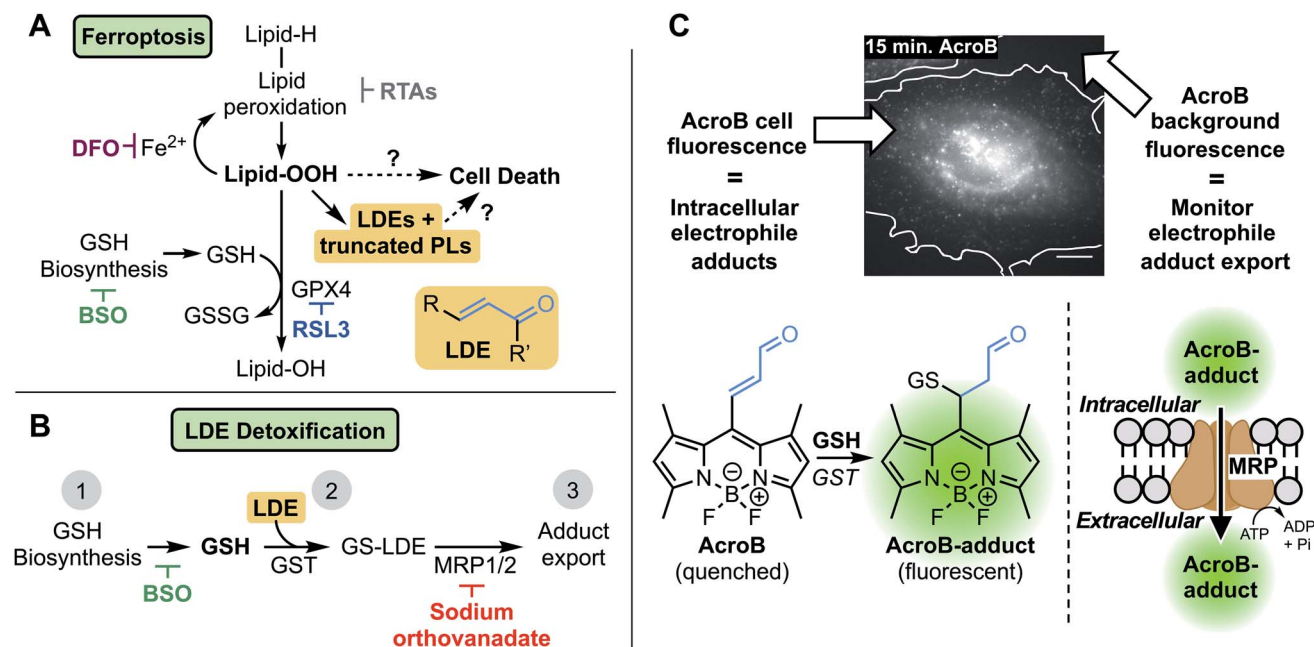 A
Ferroptosis
Lipid-H
Lipid
peroxidation
RTAs
DFO
Fe2+
Lipid-OOH
?
Cell Death
?
LDEs +
truncated PLs
GSH
Biosynthesis
BSO
GSH
GSSG
GPX4
RSL3
Lipid-OH
R
O
R'
LDE
B
LDE Detoxification
1
2
3
GSH
Biosynthesis
BSO
GSH
LDE
GST
GS-LDE
MRP1/2
Adduct
export
Sodium
orthovanadate
C
15 min. AcroB
AcroB cell
fluorescence
=
Intracellular
electrophile
adducts
AcroB
background
fluorescence
=
Monitor
electrophile
adduct export
O
N
N
B
F
F
⊖
⊕
AcroB
(quenched)
GSH
GST
O
GS
N
N
B
F
F
⊖
⊕
AcroB-adduct
(fluorescent)
AcroB-
adduct
Intracellular
MRP
Extracellular
ATP
ADP
+ Pi
AcroB-
adduct